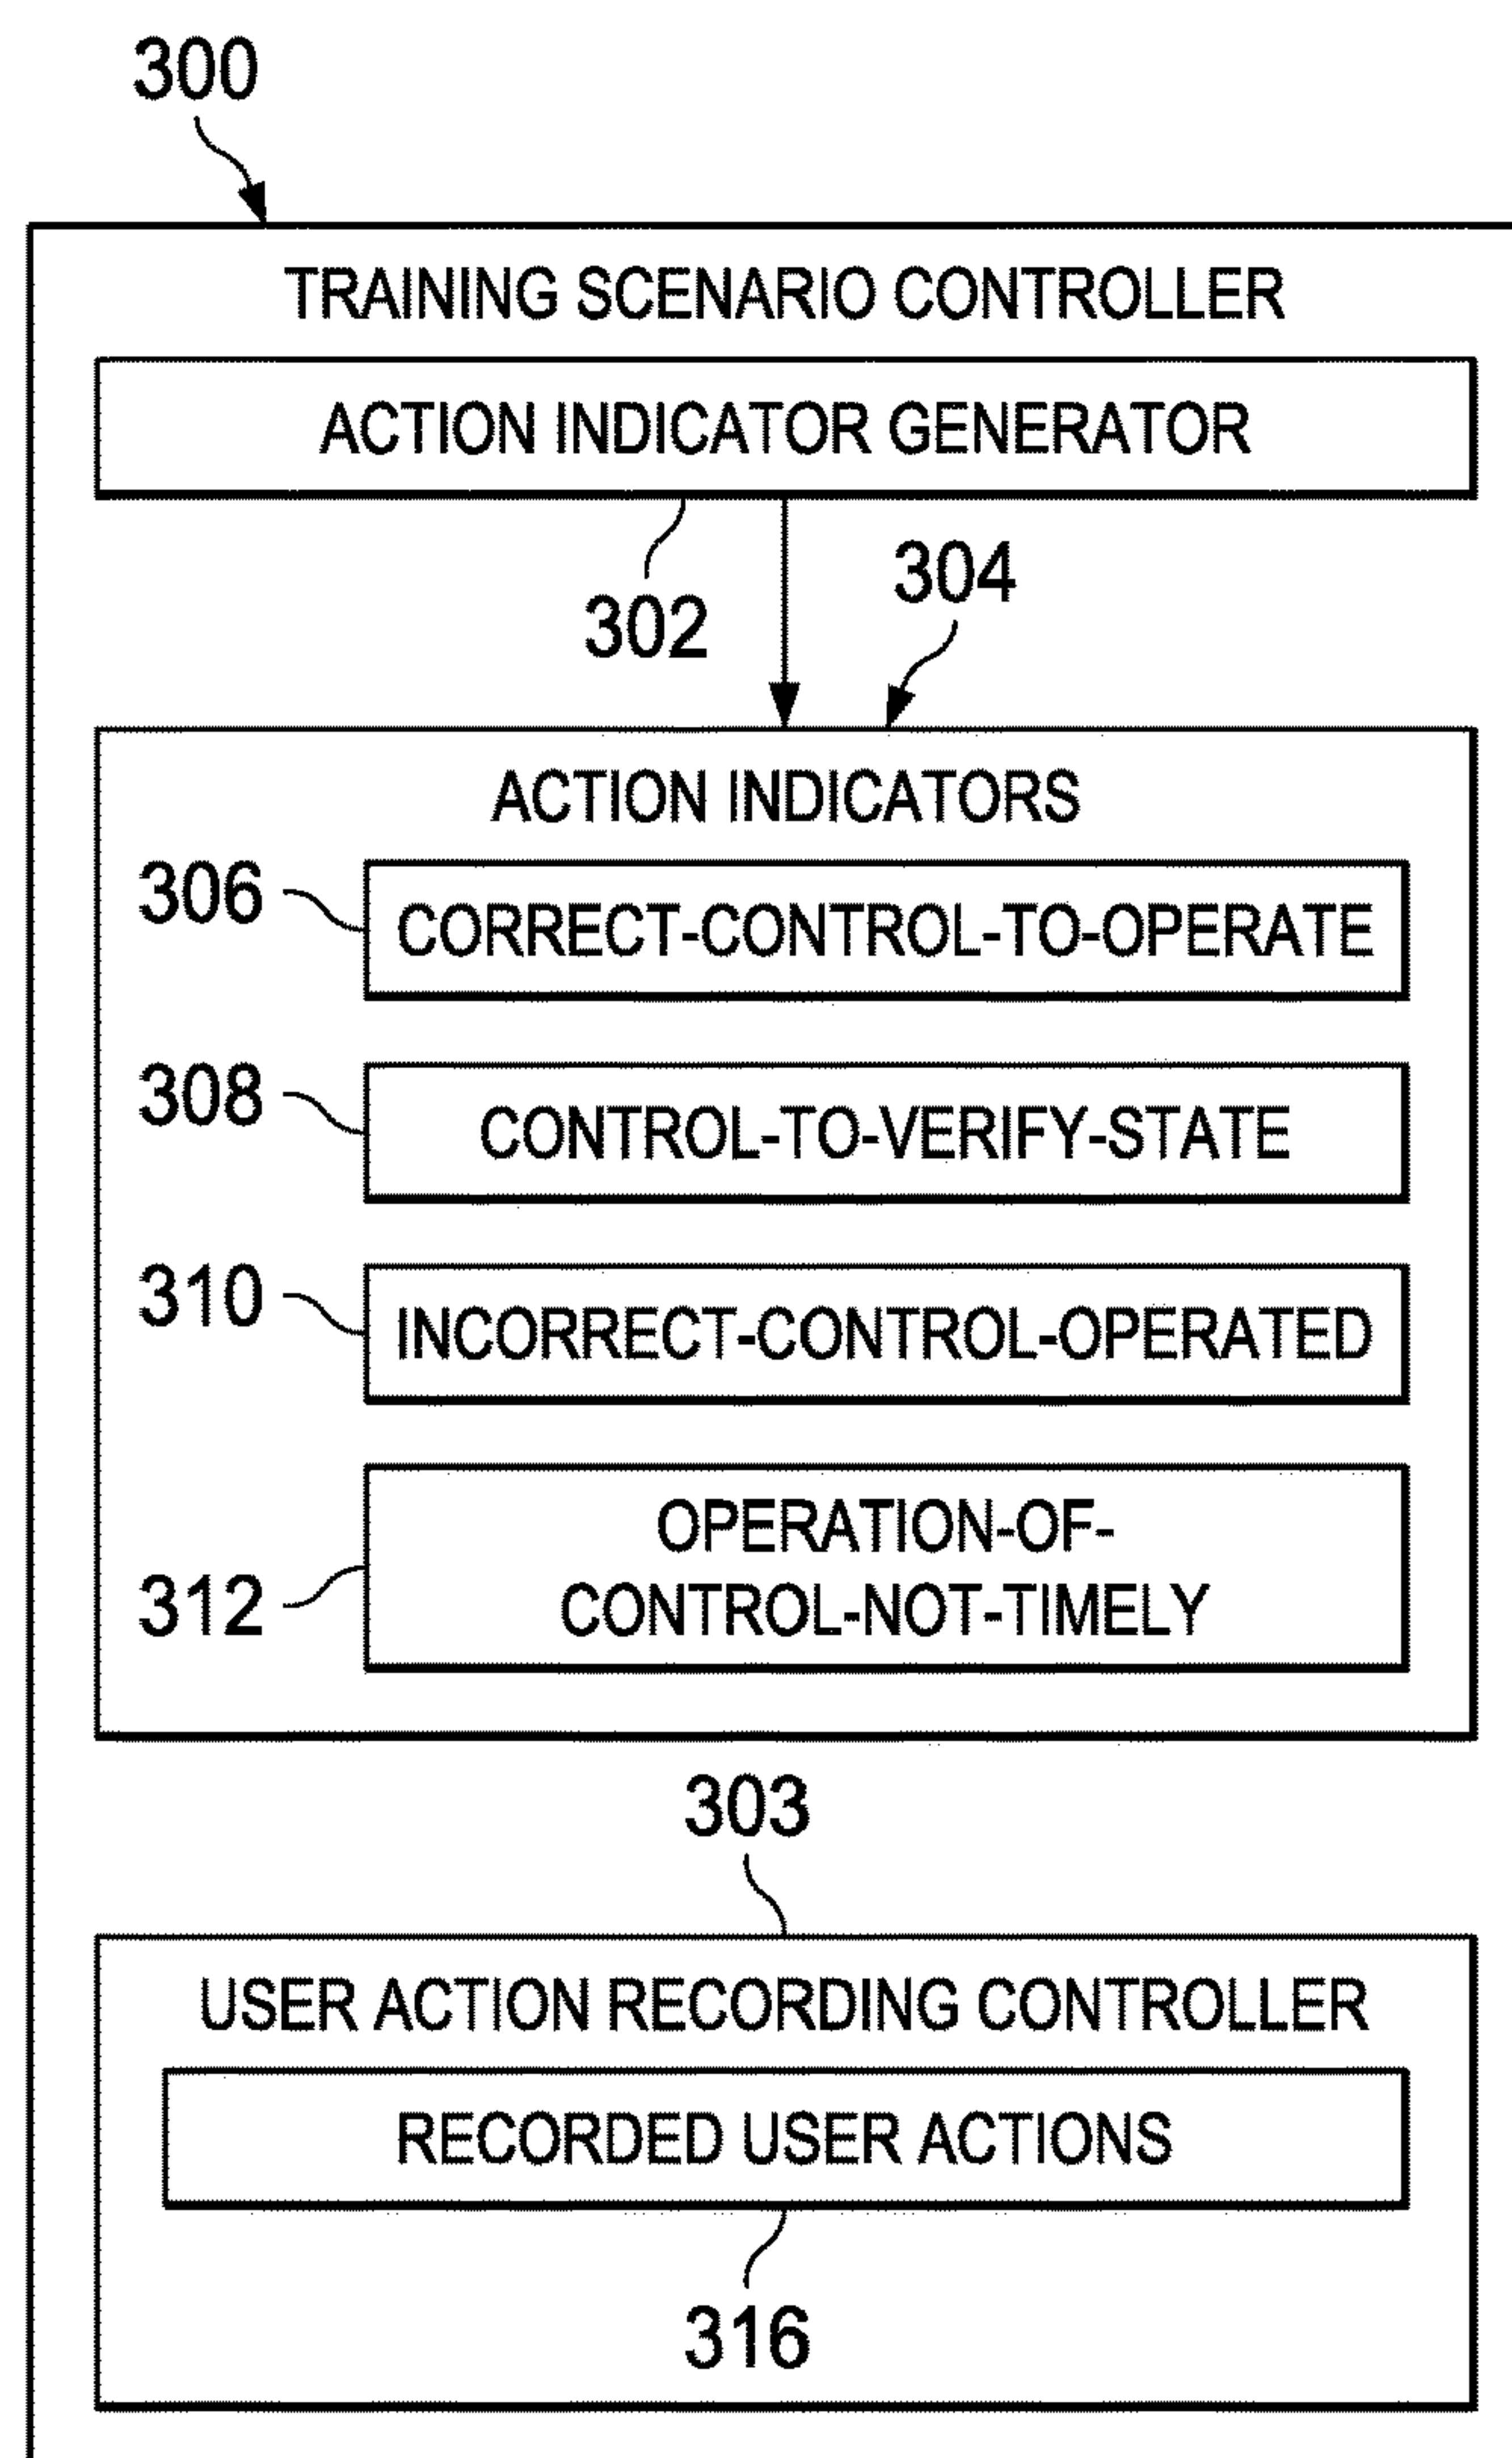 300
TRAINING SCENARIO CONTROLLER
ACTION INDICATOR GENERATOR
302
304
ACTION INDICATORS
306
CORRECT-CONTROL-TO-OPERATE
308
CONTROL-TO-VERIFY-STATE
310
INCORRECT-CONTROL-OPERATED
312
OPERATION-OF-
CONTROL-NOT-TIMELY
303
USER ACTION RECORDING CONTROLLER
RECORDED USER ACTIONS
316